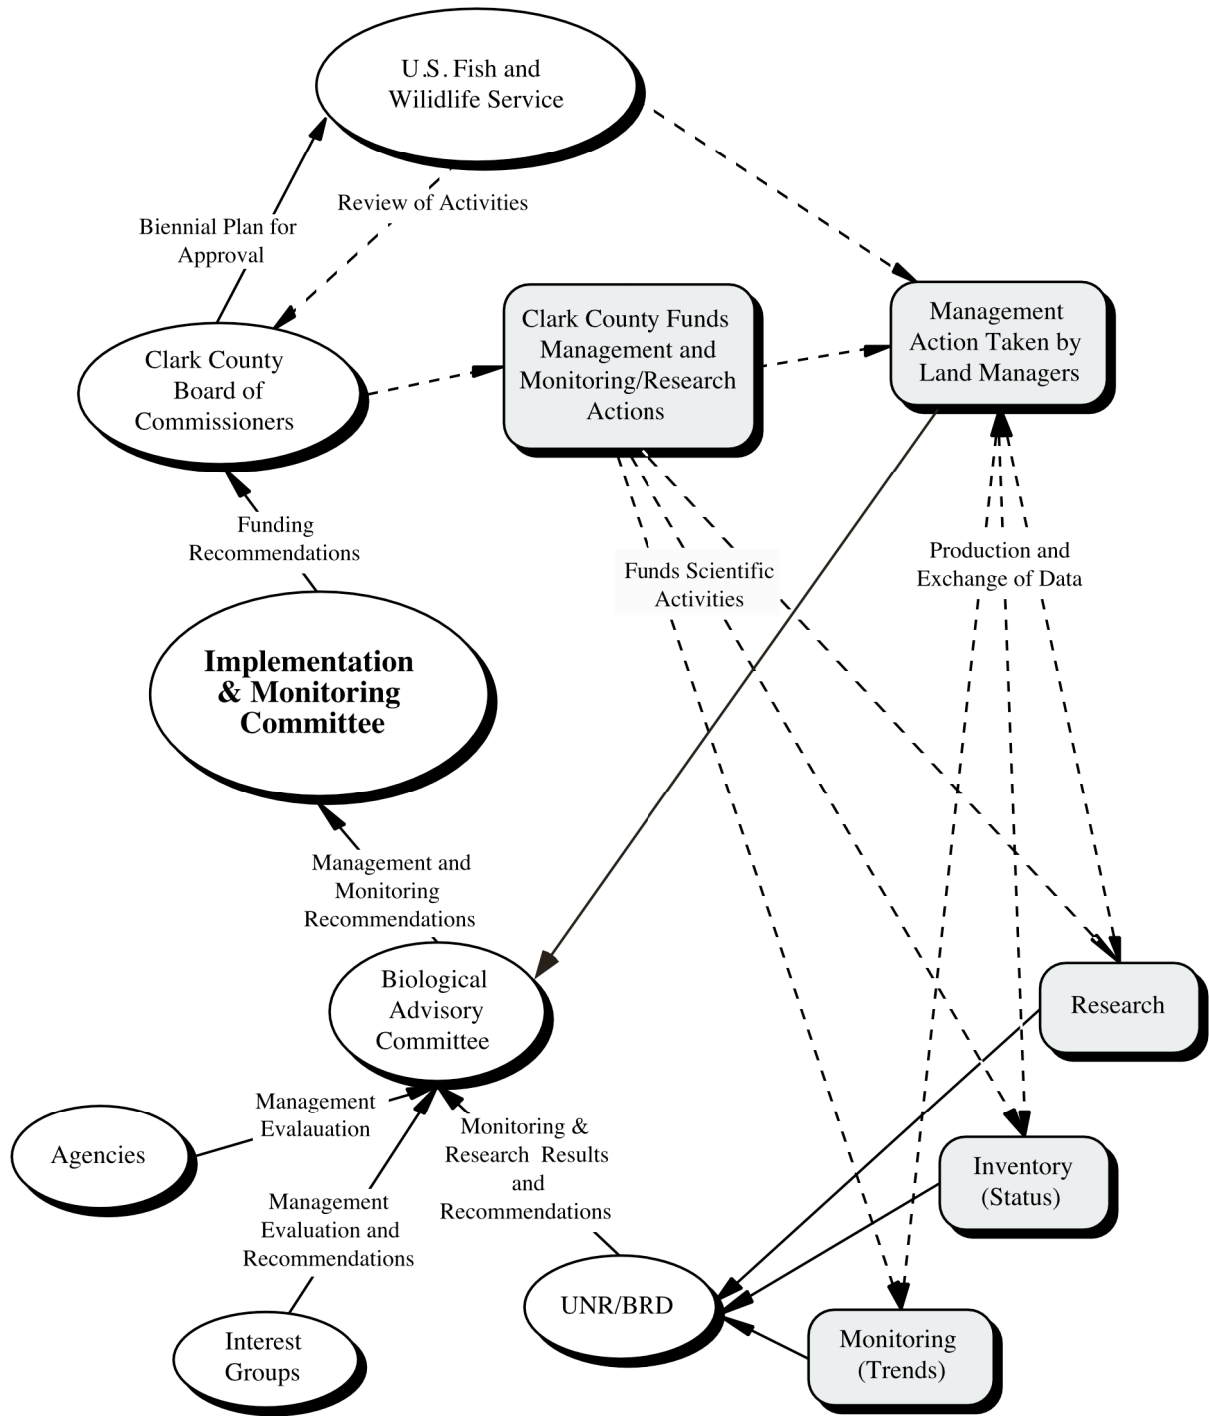 U.S. Fish and
Wilidlife Service
Review of Activities
Biennial Plan for
Approval
Clark County
Board of
Commissioners
Clark County Funds
Management and
Monitoring/Research
Actions
Management
Action Taken by
Land Managers
Funding
Recommendations
Production and
Exchange of Data
Funds Scientific
Activities
Implementation
& Monitoring
Committee
Management and
Monitoring
Recommendations
Biological
Advisory
Committee
Research
Management
Evalauation
Agencies
Monitoring &
Research Results
and
Recommendations
Inventory
(Status)
Management
Evaluation and
Recommendations
UNR/BRD
Interest
Groups
Monitoring
(Trends)